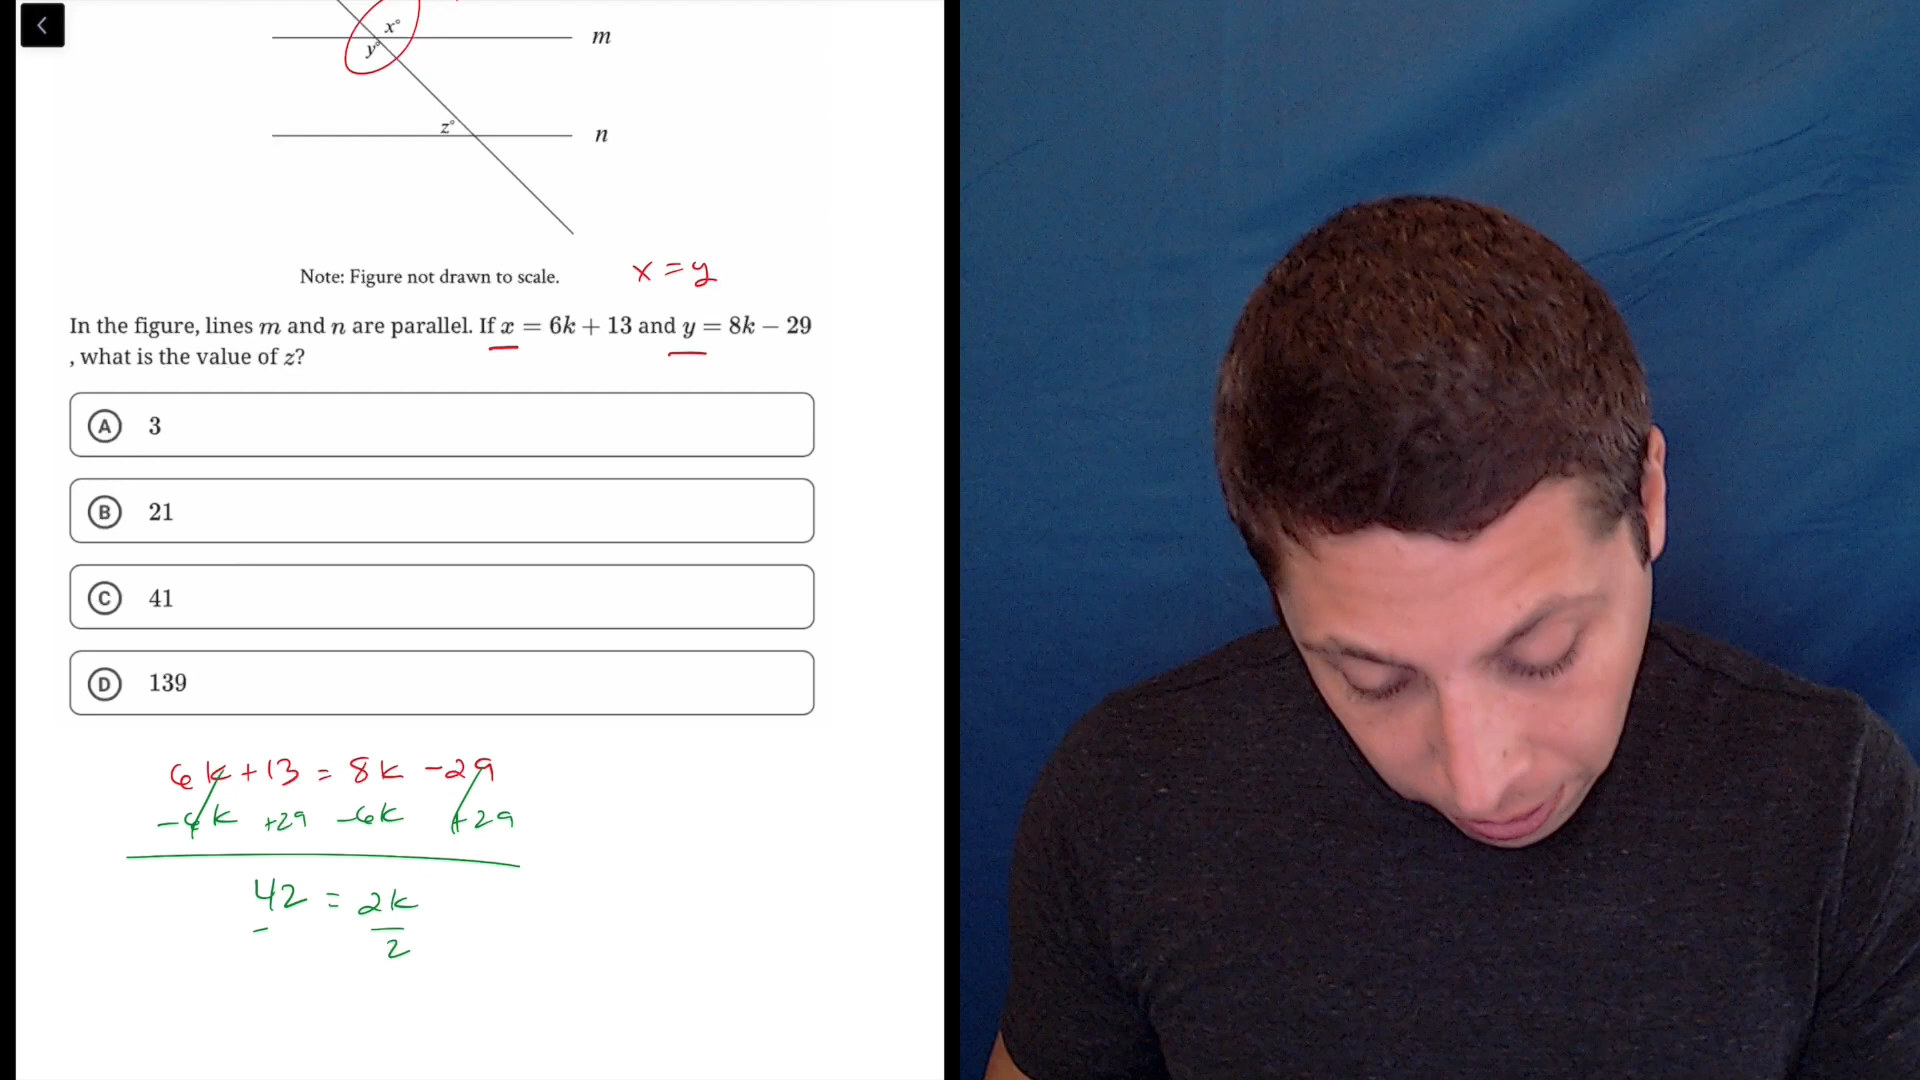 x°
m
y°
z°
n
Note: Figure not drawn to scale.
x = y
In the figure, lines m and n are parallel. If x = 6k + 13 and y = 8k − 29
, what is the value of z?
A 3
B 21
C 41
D 139
6k+13 = 8k -29
-6k +29 -6k +29
42 = 2k
2